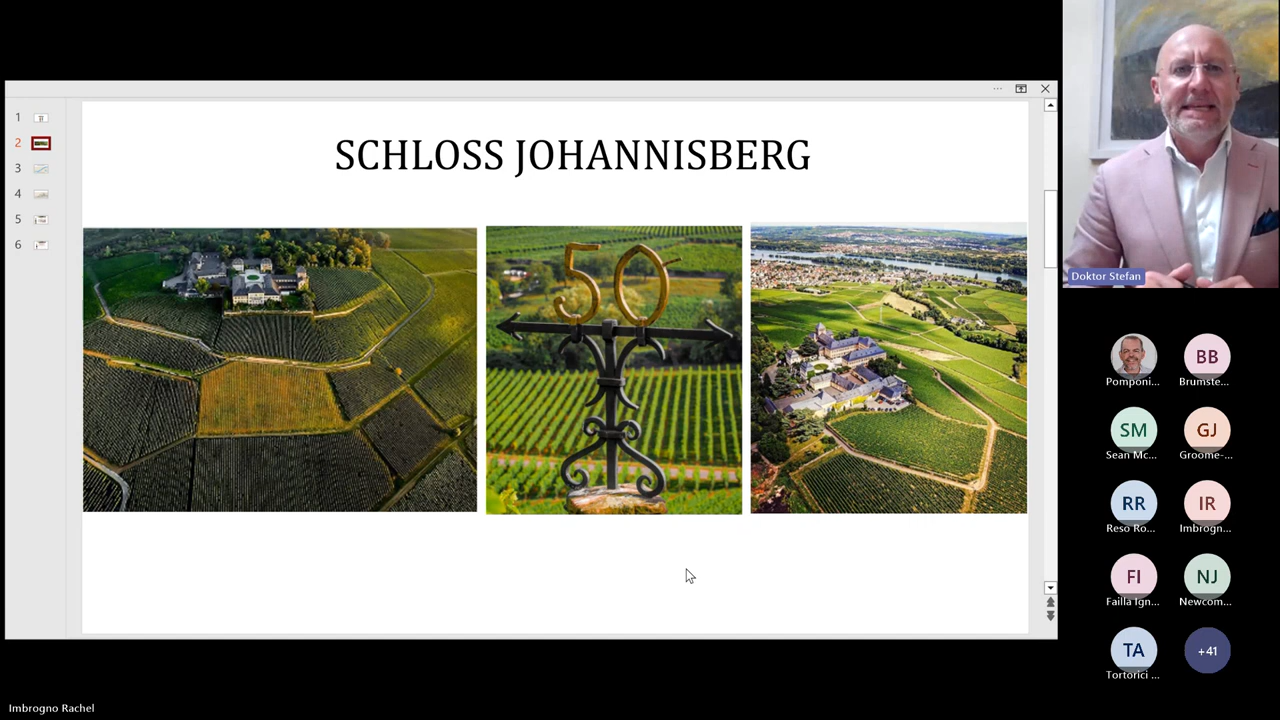 SCHLOSS JOHANNISBERG
1
2
3
4
5
6
50
Doktor Stefan
Pomponi...
BB
Brumste...
SM
Sean Mc...
GJ
Groome-...
RR
Reso Ro...
IR
Imbrogn...
FI
Failla Ign...
NJ
Newcom...
TA
Tortorici ...
+41
Imbrogno Rachel